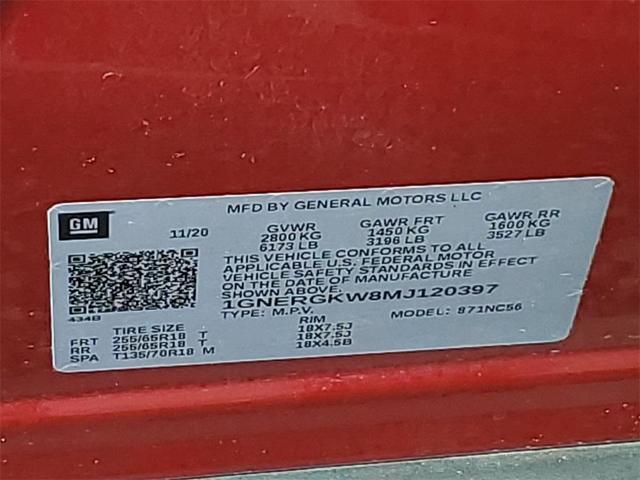 MFD BY GENERAL MOTORS LLC
GM
11/20
GVWR GAWR FRT GAWR RR
2800 KG 1450 KG 1600 KG
6173 LB 3196 LB 3527 LB
THIS VEHICLE CONFORMS TO ALL
APPLICABLE U.S. FEDERAL MOTOR
VEHICLE SAFETY STANDARDS IN EFFECT
ON THE DATE OF MANUFACTURE
SHOWN ABOVE
1GNERGKW8MJ120397
TYPE: M.P.V. MODEL: 871NC56
434B
TIRE SIZE RIM
FRT 255/65R18 T 18X7.5J
RR 255/65R18 T 18X7.5J
SPA T135/70R18 M 18X4.5B